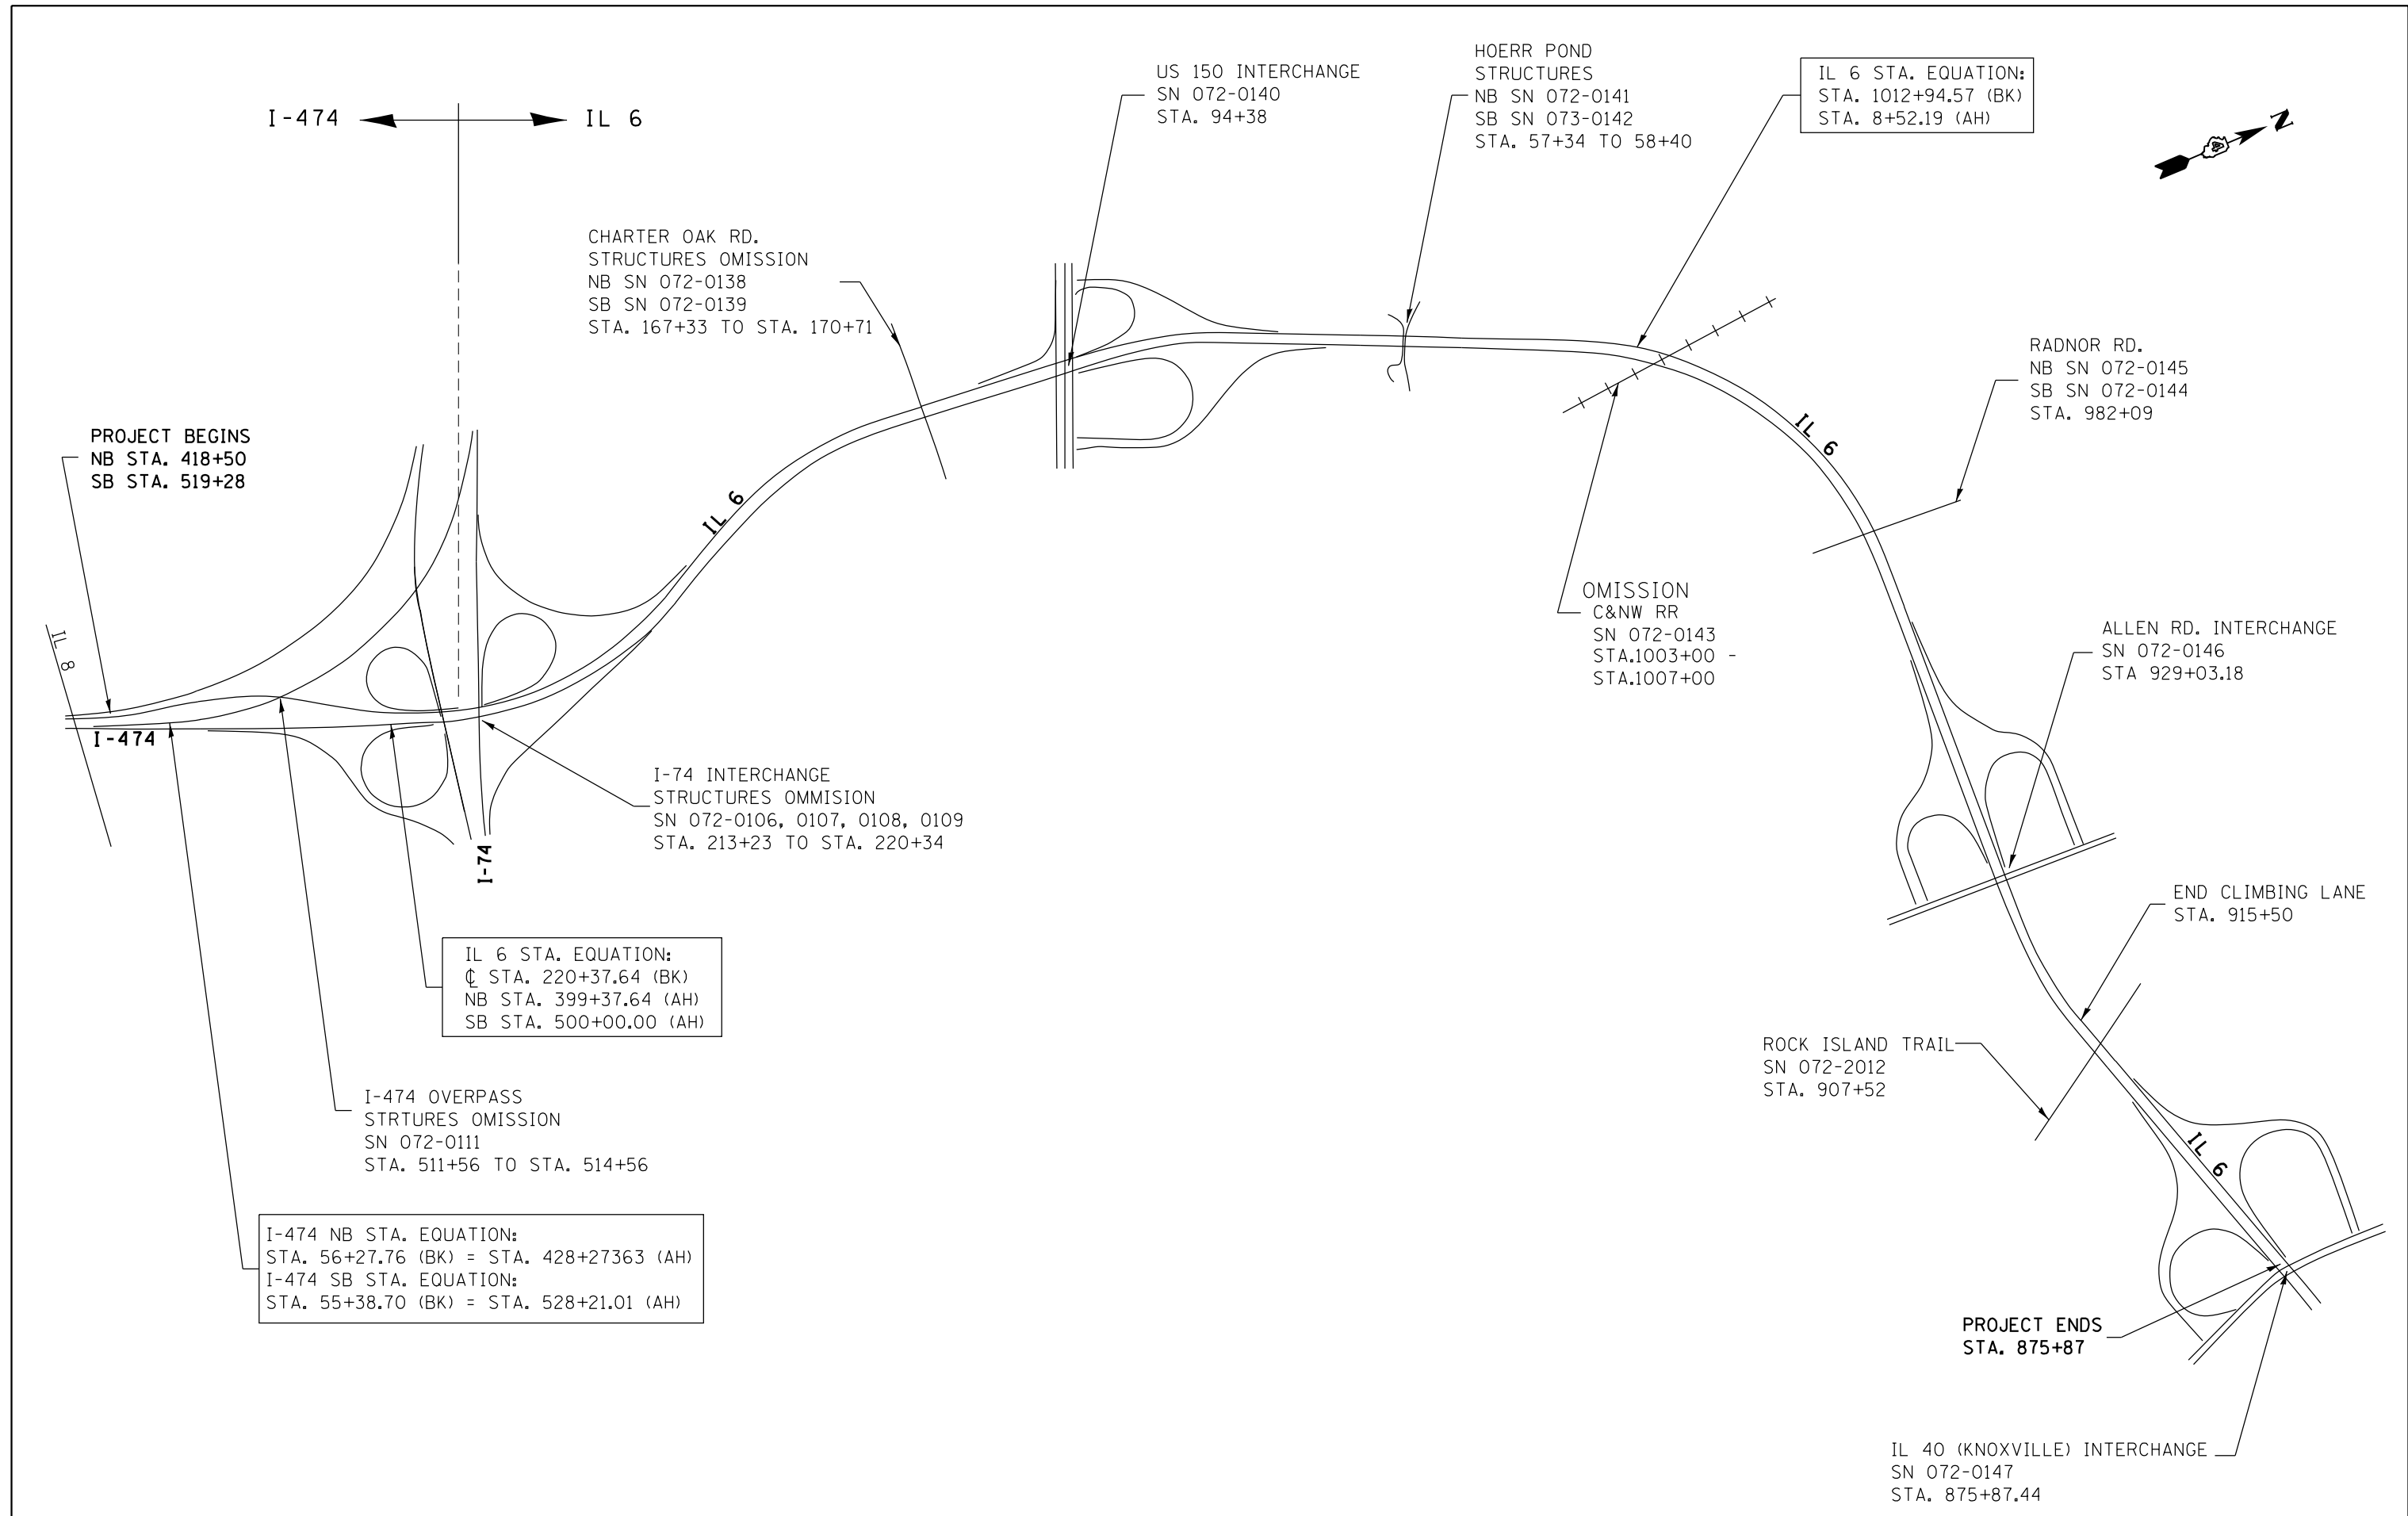 I-474
IL 6
US 150 INTERCHANGE
SN 072-0140
STA. 94+38
HOERR POND
STRUCTURES
NB SN 072-0141
SB SN 073-0142
STA. 57+34 TO 58+40
IL 6 STA. EQUATION:
STA. 1012+94.57 (BK)
STA. 8+52.19 (AH)
N
CHARTER OAK RD.
STRUCTURES OMISSION
NB SN 072-0138
SB SN 072-0139
STA. 167+33 TO STA. 170+71
RADNOR RD.
NB SN 072-0145
SB SN 072-0144
STA. 982+09
PROJECT BEGINS
NB STA. 418+50
SB STA. 519+28
IL 6
IL 6
OMISSION
C&NW RR
SN 072-0143
STA.1003+00 -
STA.1007+00
ALLEN RD. INTERCHANGE
SN 072-0146
STA 929+03.18
IL 8
I-474
I-74 INTERCHANGE
STRUCTURES OMMISION
SN 072-0106, 0107, 0108, 0109
STA. 213+23 TO STA. 220+34
I-74
END CLIMBING LANE
STA. 915+50
IL 6 STA. EQUATION:
℄ STA. 220+37.64 (BK)
NB STA. 399+37.64 (AH)
SB STA. 500+00.00 (AH)
ROCK ISLAND TRAIL
SN 072-2012
STA. 907+52
I-474 OVERPASS
STRTURES OMISSION
SN 072-0111
STA. 511+56 TO STA. 514+56
IL 6
I-474 NB STA. EQUATION:
STA. 56+27.76 (BK) = STA. 428+27363 (AH)
I-474 SB STA. EQUATION:
STA. 55+38.70 (BK) = STA. 528+21.01 (AH)
PROJECT ENDS
STA. 875+87
IL 40 (KNOXVILLE) INTERCHANGE
SN 072-0147
STA. 875+87.44